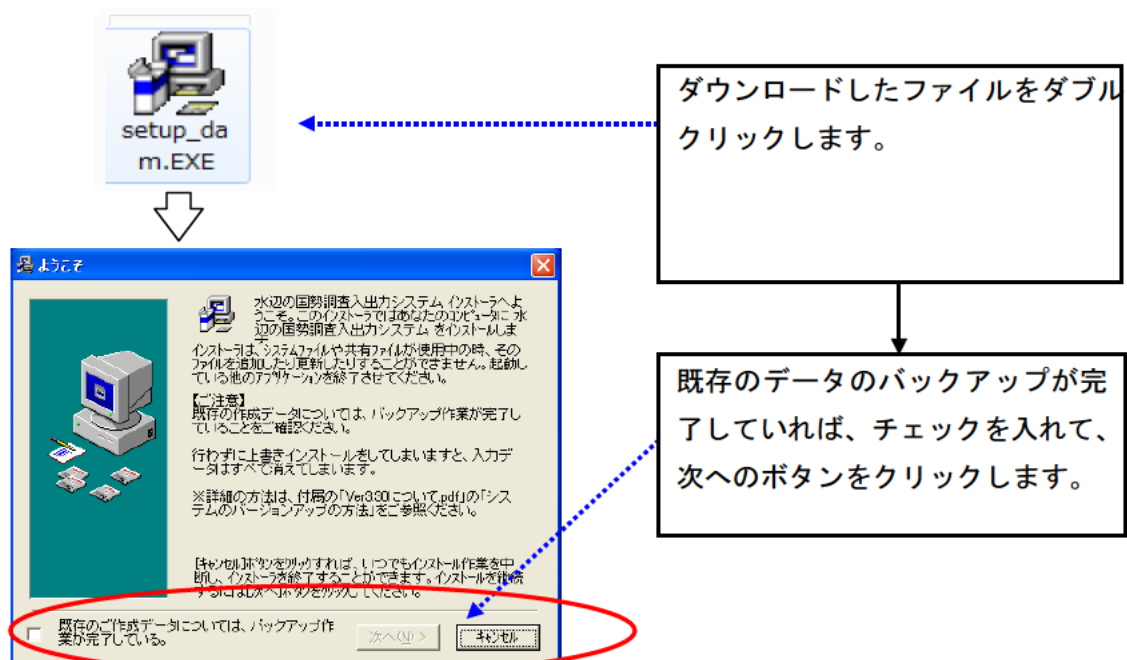 setup_da
m.EXE
ダウンロードしたファイルをダブル
クリックします。
ようこそ
水辺の国勢調査入出力システム インストーラへよ
うこそ。このインストーラではあなたのコンピュータに 水
辺の国勢調査入出力システム をインストールしま
インストーラは、システムファイルや共有ファイルが使用中の時、その
ファイルを追加したり更新したりすることができません。起動し
ている他のアプリケーションを終了させてください。
【ご注意】
既存の作成データについては、バックアップ作業が完了し
ていることをご確認ください。
行わずに上書きインストールをしてしまいますと、入力デ
ータはすべて消えてしまいます。
※詳細の方法は、付属の「Ver3.30について.pdf」の「シス
テムのバージョンアップの方法」をご参照ください。
[キャンセル]ボタンをクリックすれば、いつでもインストール作業を中
断し、インストーラを終了することができます。インストールを継続
するには[次へ]ボタンをクリックしてください。
既存のご作成データについては、バックアップ作
業が完了している。
次へ(N) >
キャンセル
既存のデータのバックアップが完
了していれば、チェックを入れて、
次へのボタンをクリックします。